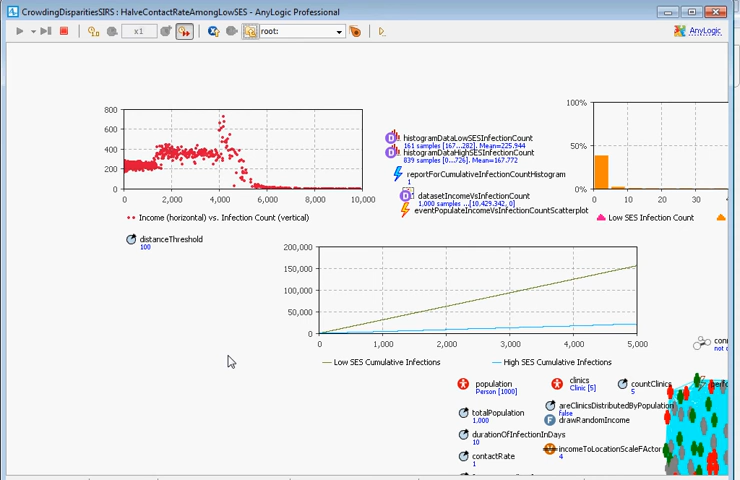 CrowdingDisparitiesSIRS : HalveContactRateAmongLowSES - AnyLogic Professional
x1
root:
AnyLogic
800
600
400
200
0
0
2,000
4,000
6,000
8,000
10,000
Income (horizontal) vs. Infection Count (vertical)
distanceThreshold
100
histogramDataLowSESInfectionCount
161 samples [167...282]. Mean=225.944
histogramDataHighSESInfectionCount
839 samples [0...726]. Mean=167.772
reportForCumulativeInfectionCountHistogram
1
datasetIncomeVsInfectionCount
1,000 samples ...[10.429.342, 0]
eventPopulateIncomeVsInfectionCountScatterplot
100%
50%
0%
0
10
20
30
40
50
60
Low SES Infection Count
200,000
150,000
100,000
50,000
0
0
1,000
2,000
3,000
4,000
5,000
Low SES Cumulative Infections
High SES Cumulative Infections
population
Person [1000]
clinics
Clinic [5]
countClinics
5
totalPopulation
1,000
areClinicsDistributedByPopulation
false
drawRandomIncome
durationOfInfectionInDays
10
contactRate
1
incomeToLocationScaleFActor
4